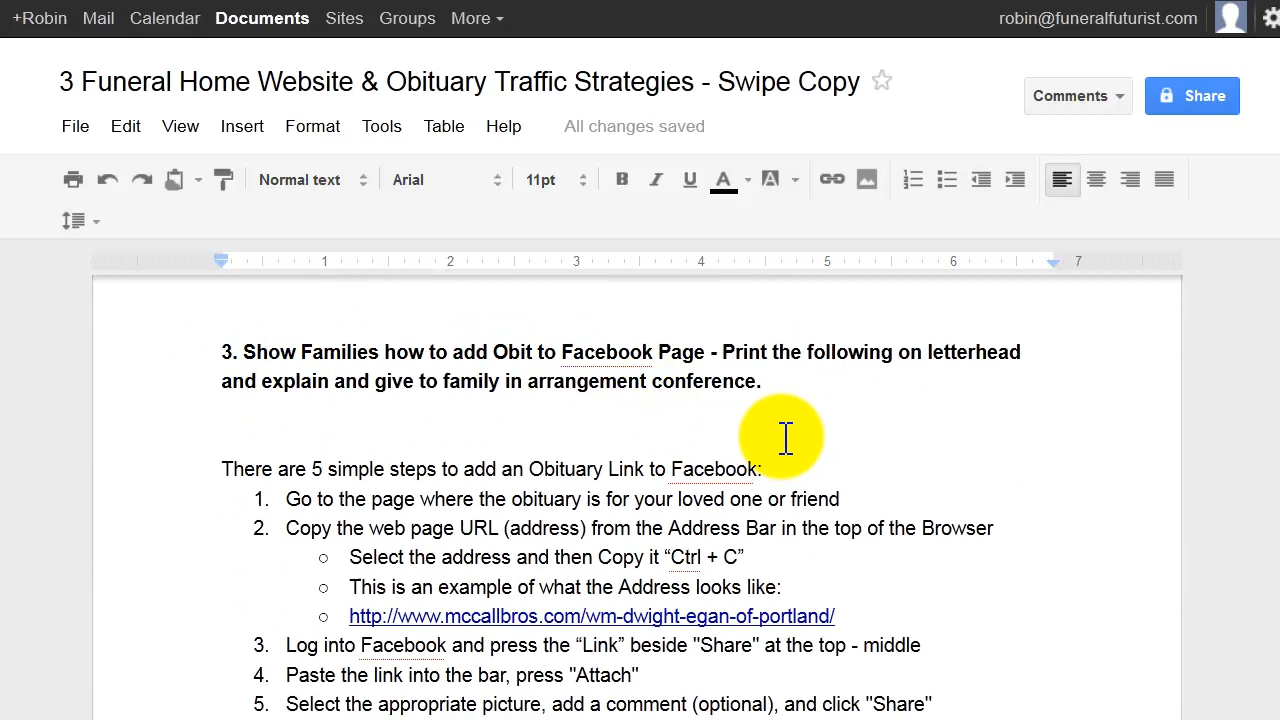 +Robin Mail Calendar Documents Sites Groups More robin@funeralfuturist.com
3 Funeral Home Website & Obituary Traffic Strategies - Swipe Copy
Comments Share
File Edit View Insert Format Tools Table Help All changes saved
Normal text Arial 11pt B I U A A
1 2 3 4 5 6 7
3. Show Families how to add Obit to Facebook Page - Print the following on letterhead
and explain and give to family in arrangement conference.
There are 5 simple steps to add an Obituary Link to Facebook:
1. Go to the page where the obituary is for your loved one or friend
2. Copy the web page URL (address) from the Address Bar in the top of the Browser
○ Select the address and then Copy it “Ctrl + C”
○ This is an example of what the Address looks like:
○ http://www.mccallbros.com/wm-dwight-egan-of-portland/
3. Log into Facebook and press the “Link” beside "Share" at the top - middle
4. Paste the link into the bar, press "Attach"
5. Select the appropriate picture, add a comment (optional), and click "Share"